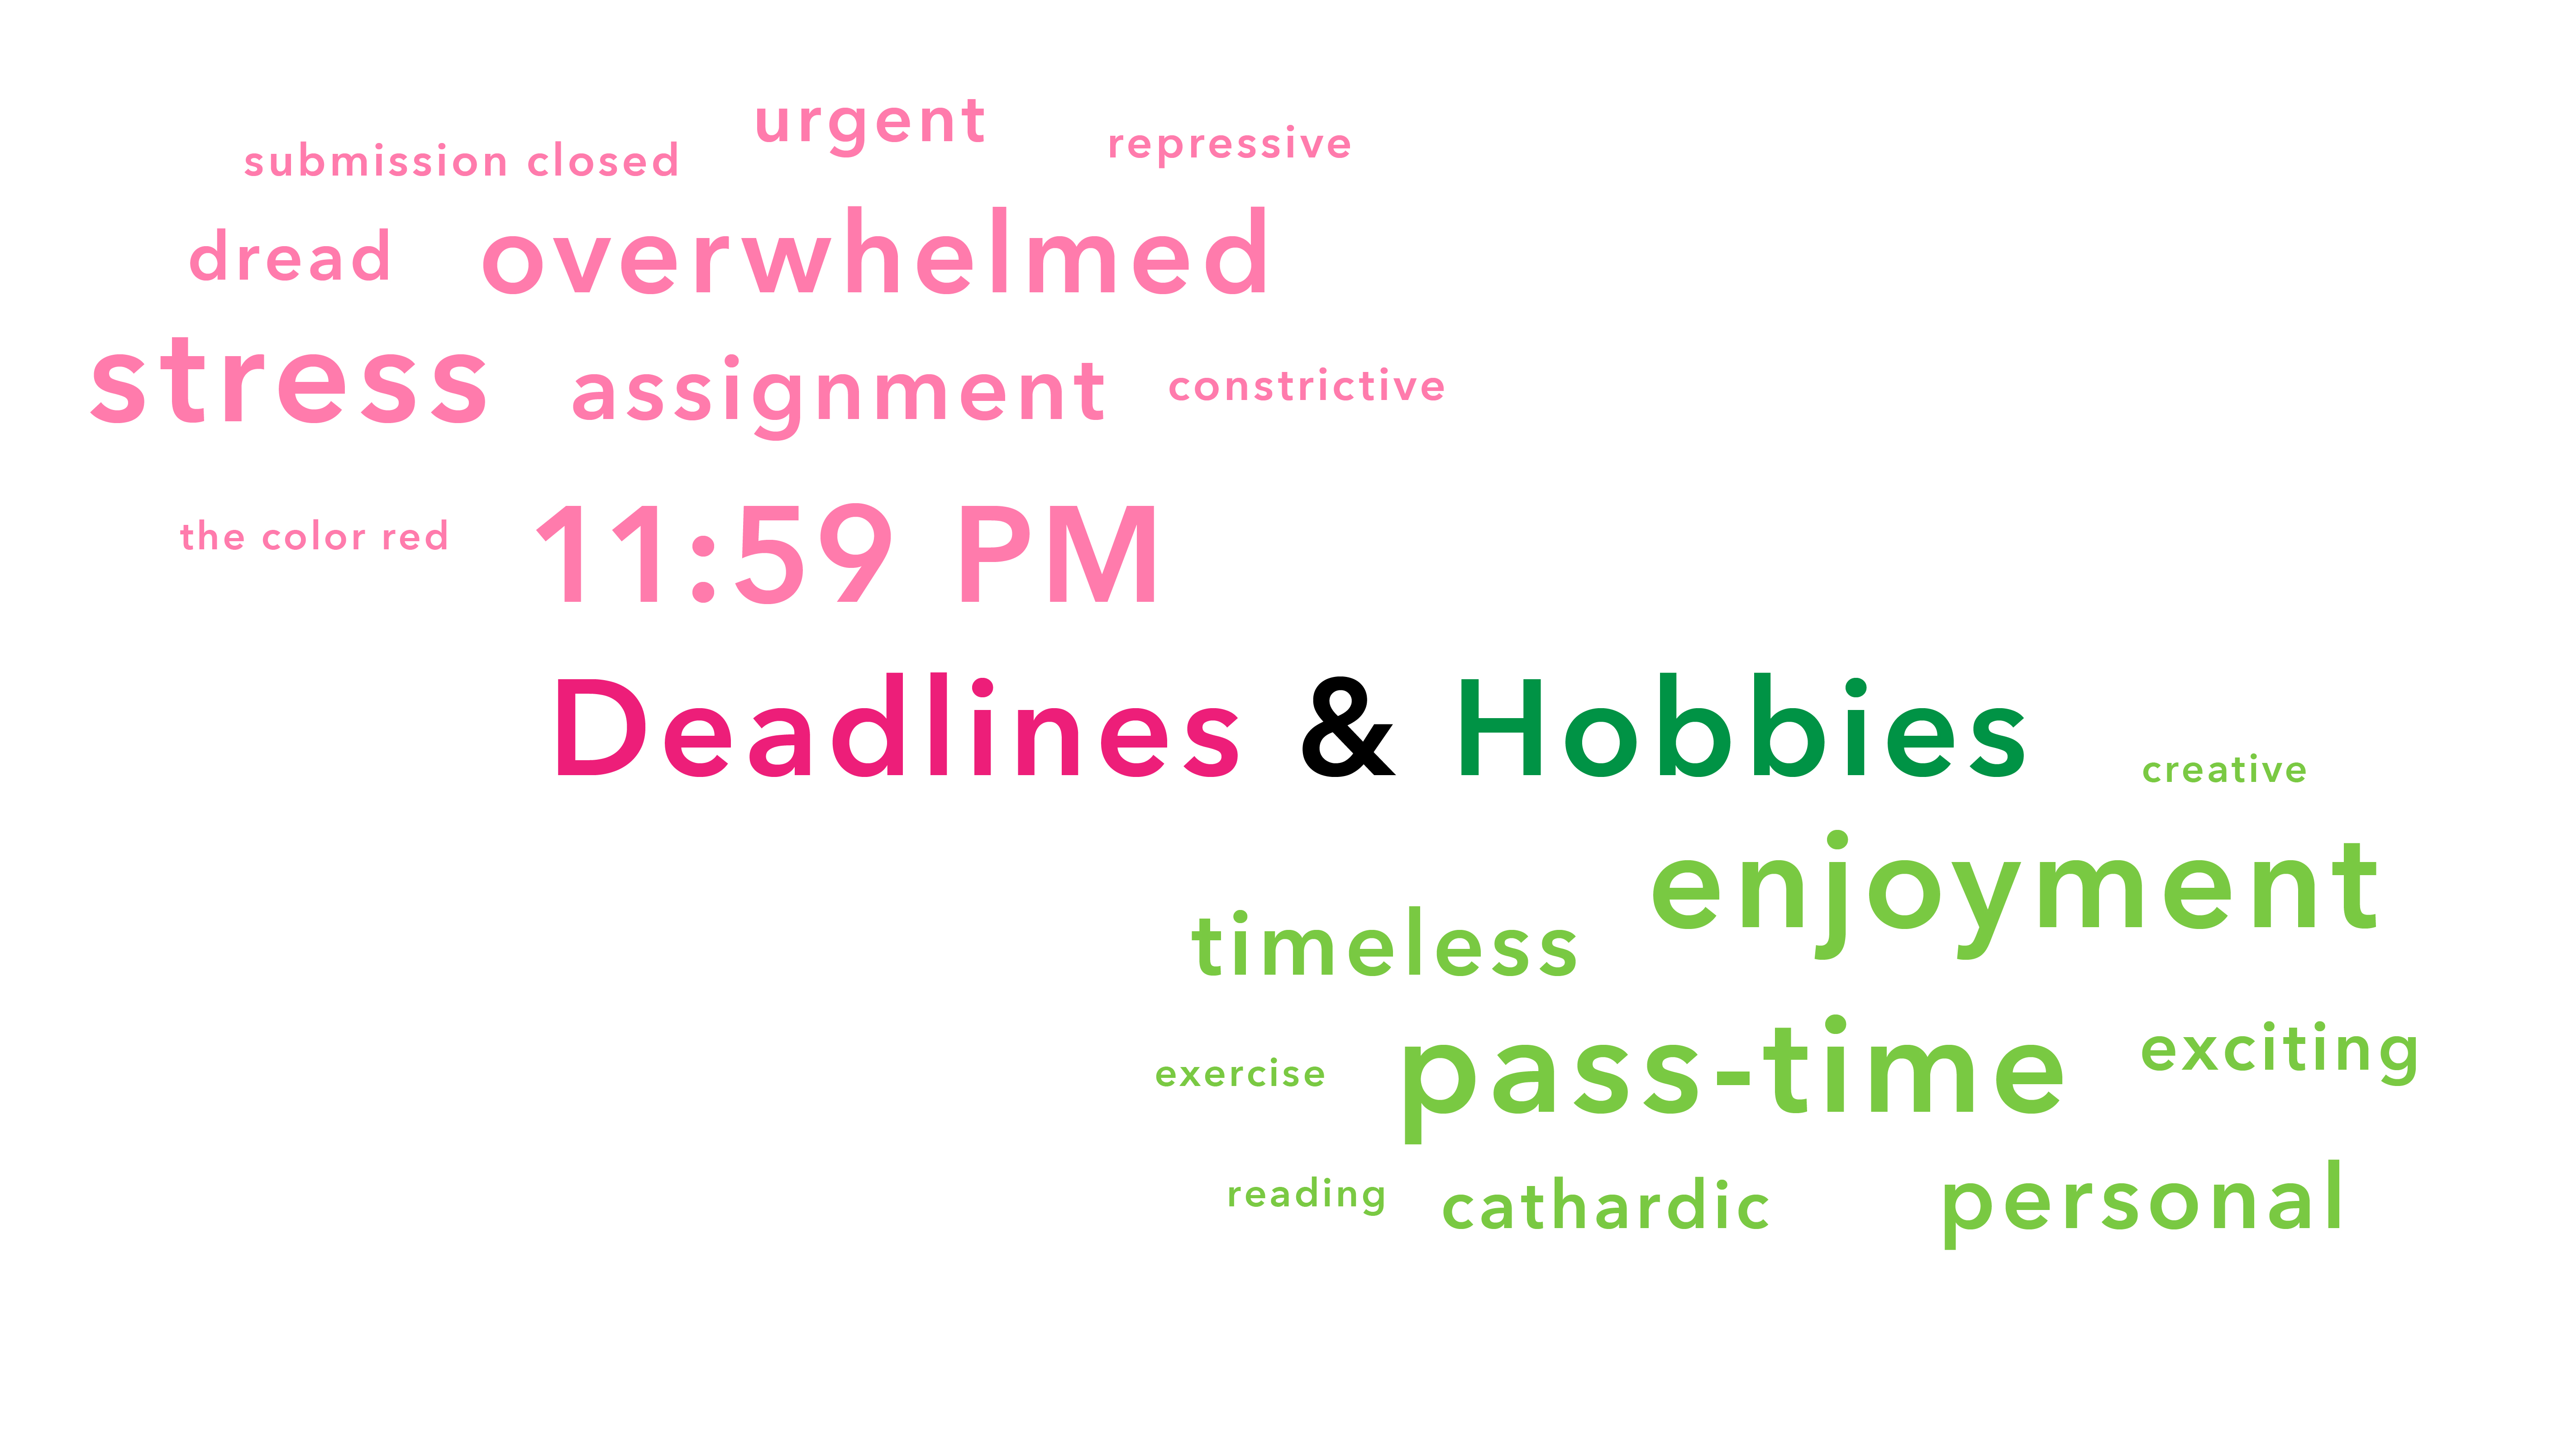 urgent
submission closed
repressive
dread overwhelmed
stress assignment constrictive
the color red 11:59 PM
Deadlines & Hobbies
creative
enjoyment
timeless
exercise pass-time exciting
reading cathardic personal